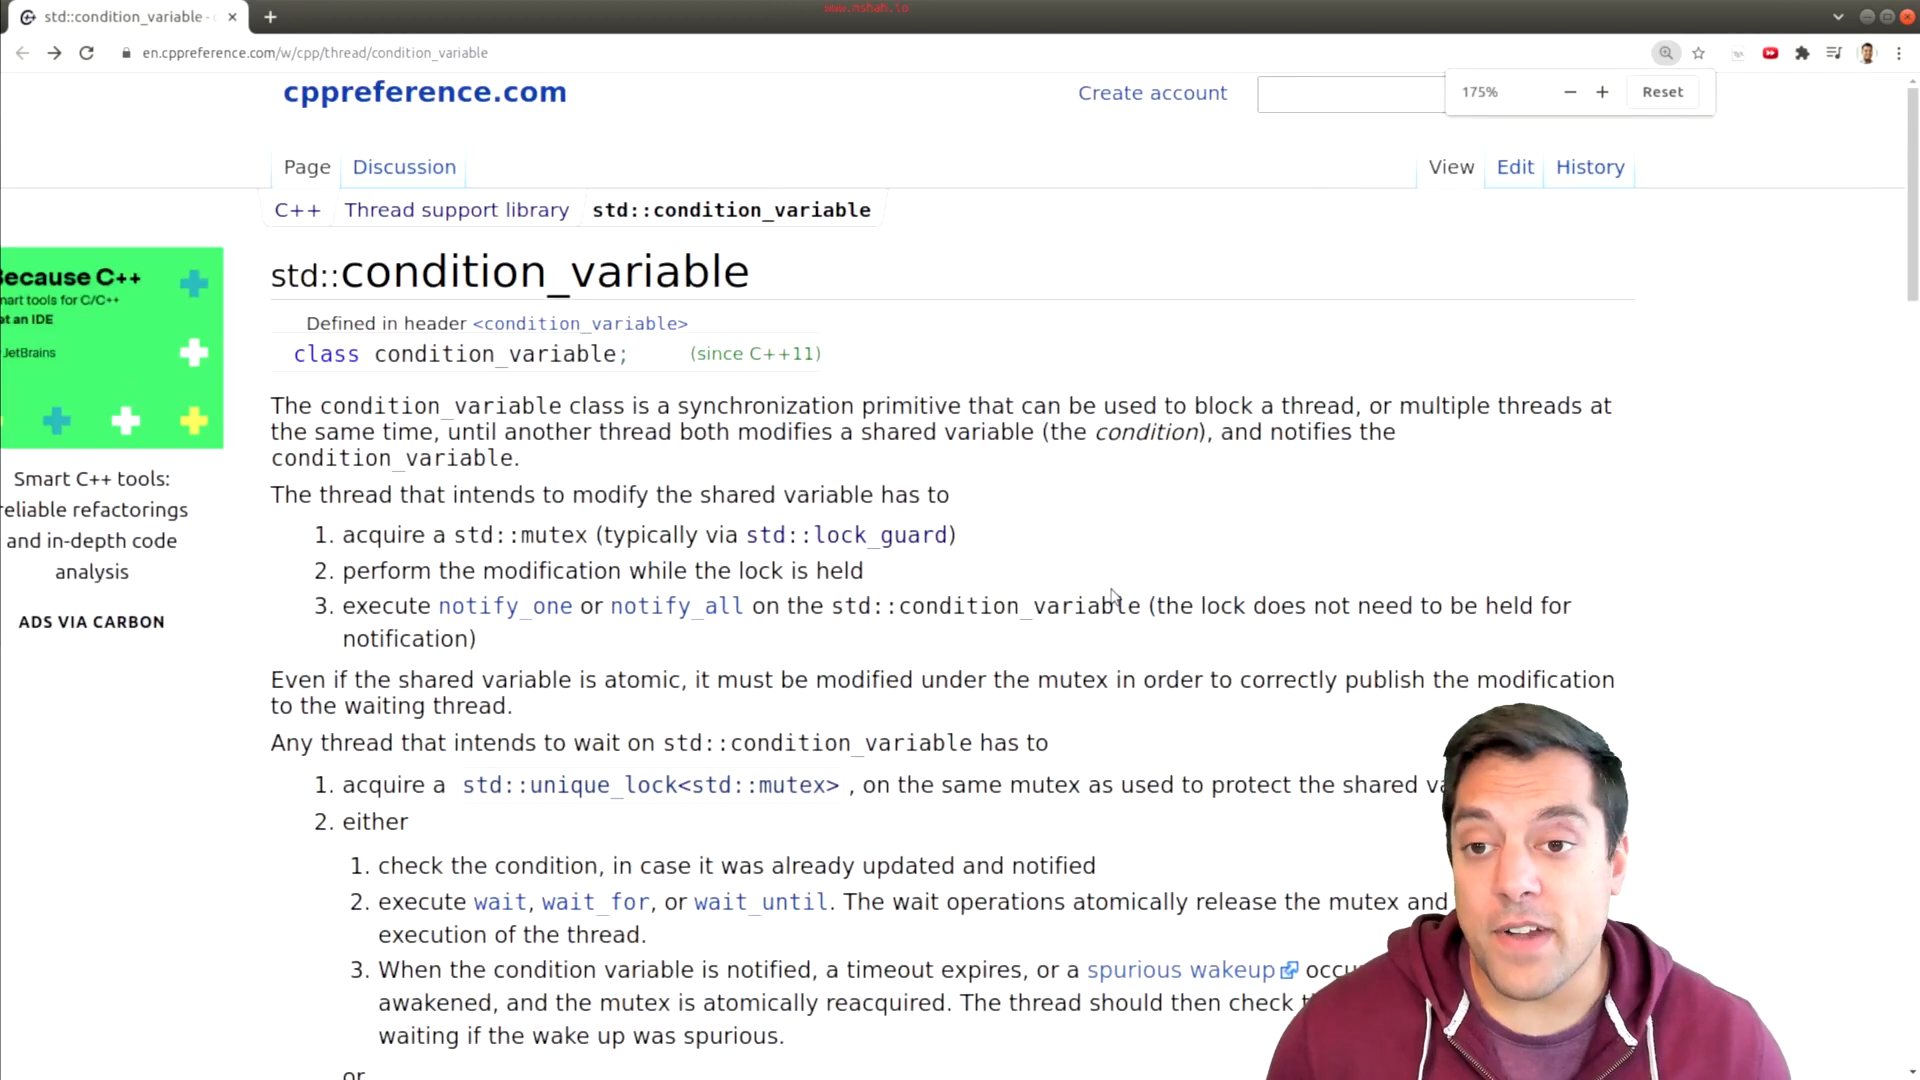 www.mshah.io
std::condition_variable -
en.cppreference.com/w/cpp/thread/condition_variable
175%
Reset
cppreference.com
Create account
Page
Discussion
View
Edit
History
C++
Thread support library
std::condition_variable
std::condition_variable
Defined in header <condition_variable>
class condition_variable; (since C++11)
The condition_variable class is a synchronization primitive that can be used to block a thread, or multiple threads at
the same time, until another thread both modifies a shared variable (the condition), and notifies the
condition_variable.
The thread that intends to modify the shared variable has to
1. acquire a std::mutex (typically via std::lock_guard)
2. perform the modification while the lock is held
3. execute notify_one or notify_all on the std::condition_variable (the lock does not need to be held for
notification)
Even if the shared variable is atomic, it must be modified under the mutex in order to correctly publish the modification
to the waiting thread.
Any thread that intends to wait on std::condition_variable has to
1. acquire a std::unique_lock<std::mutex> , on the same mutex as used to protect the shared
2. either
1. check the condition, in case it was already updated and notified
2. execute wait, wait_for, or wait_until. The wait operations atomically release the mutex and
execution of the thread.
3. When the condition variable is notified, a timeout expires, or a spurious wakeup
awakened, and the mutex is atomically reacquired. The thread should then check
waiting if the wake up was spurious.
or
C++
tools for C/C++
IDE
JetBrains
Smart C++ tools:
refactorings
and in-depth code
analysis
ADS VIA CARBON